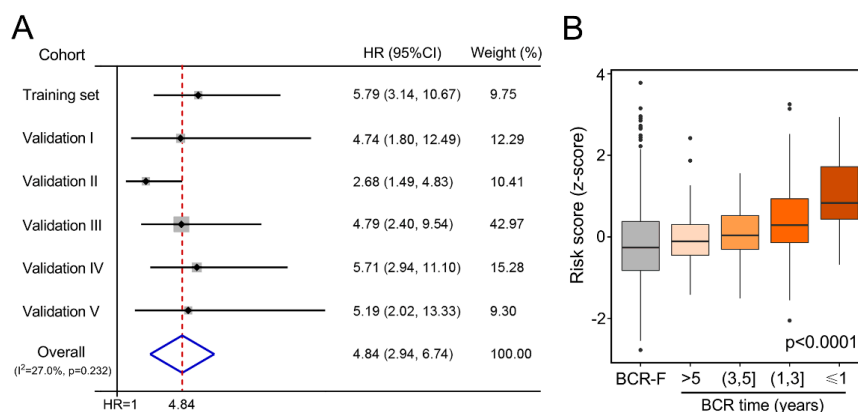 A
Cohort HR (95%CI) Weight (%)
Training set 5.79 (3.14, 10.67) 9.75
Validation I 4.74 (1.80, 12.49) 12.29
Validation II 2.68 (1.49, 4.83) 10.41
Validation III 4.79 (2.40, 9.54) 42.97
Validation IV 5.71 (2.94, 11.10) 15.28
Validation V 5.19 (2.02, 13.33) 9.30
Overall 4.84 (2.94, 6.74) 100.00
(I²=27.0%, p=0.232)
HR=1 4.84
B
Risk score (z-score)
4
2
0
-2
p<0.0001
BCR-F >5 (3,5] (1,3] ⩽1
BCR time (years)